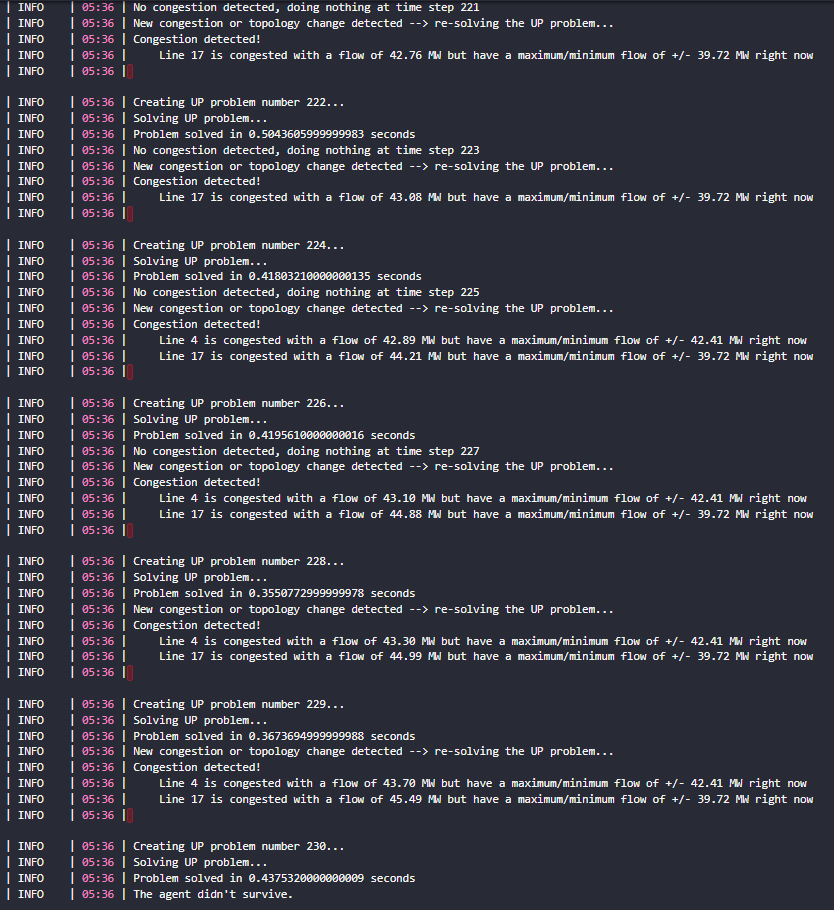 | INFO | 05:36 | No congestion detected, doing nothing at time step 221
| INFO | 05:36 | New congestion or topology change detected --> re-solving the UP problem...
| INFO | 05:36 | Congestion detected!
| INFO | 05:36 |     Line 17 is congested with a flow of 42.76 MW but have a maximum/minimum flow of +/- 39.72 MW right now
| INFO | 05:36 |
| INFO | 05:36 | Creating UP problem number 222...
| INFO | 05:36 | Solving UP problem...
| INFO | 05:36 | Problem solved in 0.5043605999999983 seconds
| INFO | 05:36 | No congestion detected, doing nothing at time step 223
| INFO | 05:36 | New congestion or topology change detected --> re-solving the UP problem...
| INFO | 05:36 | Congestion detected!
| INFO | 05:36 |     Line 17 is congested with a flow of 43.08 MW but have a maximum/minimum flow of +/- 39.72 MW right now
| INFO | 05:36 |
| INFO | 05:36 | Creating UP problem number 224...
| INFO | 05:36 | Solving UP problem...
| INFO | 05:36 | Problem solved in 0.41803210000000135 seconds
| INFO | 05:36 | No congestion detected, doing nothing at time step 225
| INFO | 05:36 | New congestion or topology change detected --> re-solving the UP problem...
| INFO | 05:36 | Congestion detected!
| INFO | 05:36 |     Line 4 is congested with a flow of 42.89 MW but have a maximum/minimum flow of +/- 42.41 MW right now
| INFO | 05:36 |     Line 17 is congested with a flow of 44.21 MW but have a maximum/minimum flow of +/- 39.72 MW right now
| INFO | 05:36 |
| INFO | 05:36 | Creating UP problem number 226...
| INFO | 05:36 | Solving UP problem...
| INFO | 05:36 | Problem solved in 0.4195610000000016 seconds
| INFO | 05:36 | No congestion detected, doing nothing at time step 227
| INFO | 05:36 | New congestion or topology change detected --> re-solving the UP problem...
| INFO | 05:36 | Congestion detected!
| INFO | 05:36 |     Line 4 is congested with a flow of 43.10 MW but have a maximum/minimum flow of +/- 42.41 MW right now
| INFO | 05:36 |     Line 17 is congested with a flow of 44.88 MW but have a maximum/minimum flow of +/- 39.72 MW right now
| INFO | 05:36 |
| INFO | 05:36 | Creating UP problem number 228...
| INFO | 05:36 | Solving UP problem...
| INFO | 05:36 | Problem solved in 0.3550772999999978 seconds
| INFO | 05:36 | New congestion or topology change detected --> re-solving the UP problem...
| INFO | 05:36 | Congestion detected!
| INFO | 05:36 |     Line 4 is congested with a flow of 43.30 MW but have a maximum/minimum flow of +/- 42.41 MW right now
| INFO | 05:36 |     Line 17 is congested with a flow of 44.99 MW but have a maximum/minimum flow of +/- 39.72 MW right now
| INFO | 05:36 |
| INFO | 05:36 | Creating UP problem number 229...
| INFO | 05:36 | Solving UP problem...
| INFO | 05:36 | Problem solved in 0.3673694999999988 seconds
| INFO | 05:36 | New congestion or topology change detected --> re-solving the UP problem...
| INFO | 05:36 | Congestion detected!
| INFO | 05:36 |     Line 4 is congested with a flow of 43.70 MW but have a maximum/minimum flow of +/- 42.41 MW right now
| INFO | 05:36 |     Line 17 is congested with a flow of 45.49 MW but have a maximum/minimum flow of +/- 39.72 MW right now
| INFO | 05:36 |
| INFO | 05:36 | Creating UP problem number 230...
| INFO | 05:36 | Solving UP problem...
| INFO | 05:36 | Problem solved in 0.4375320000000009 seconds
| INFO | 05:36 | The agent didn't survive.